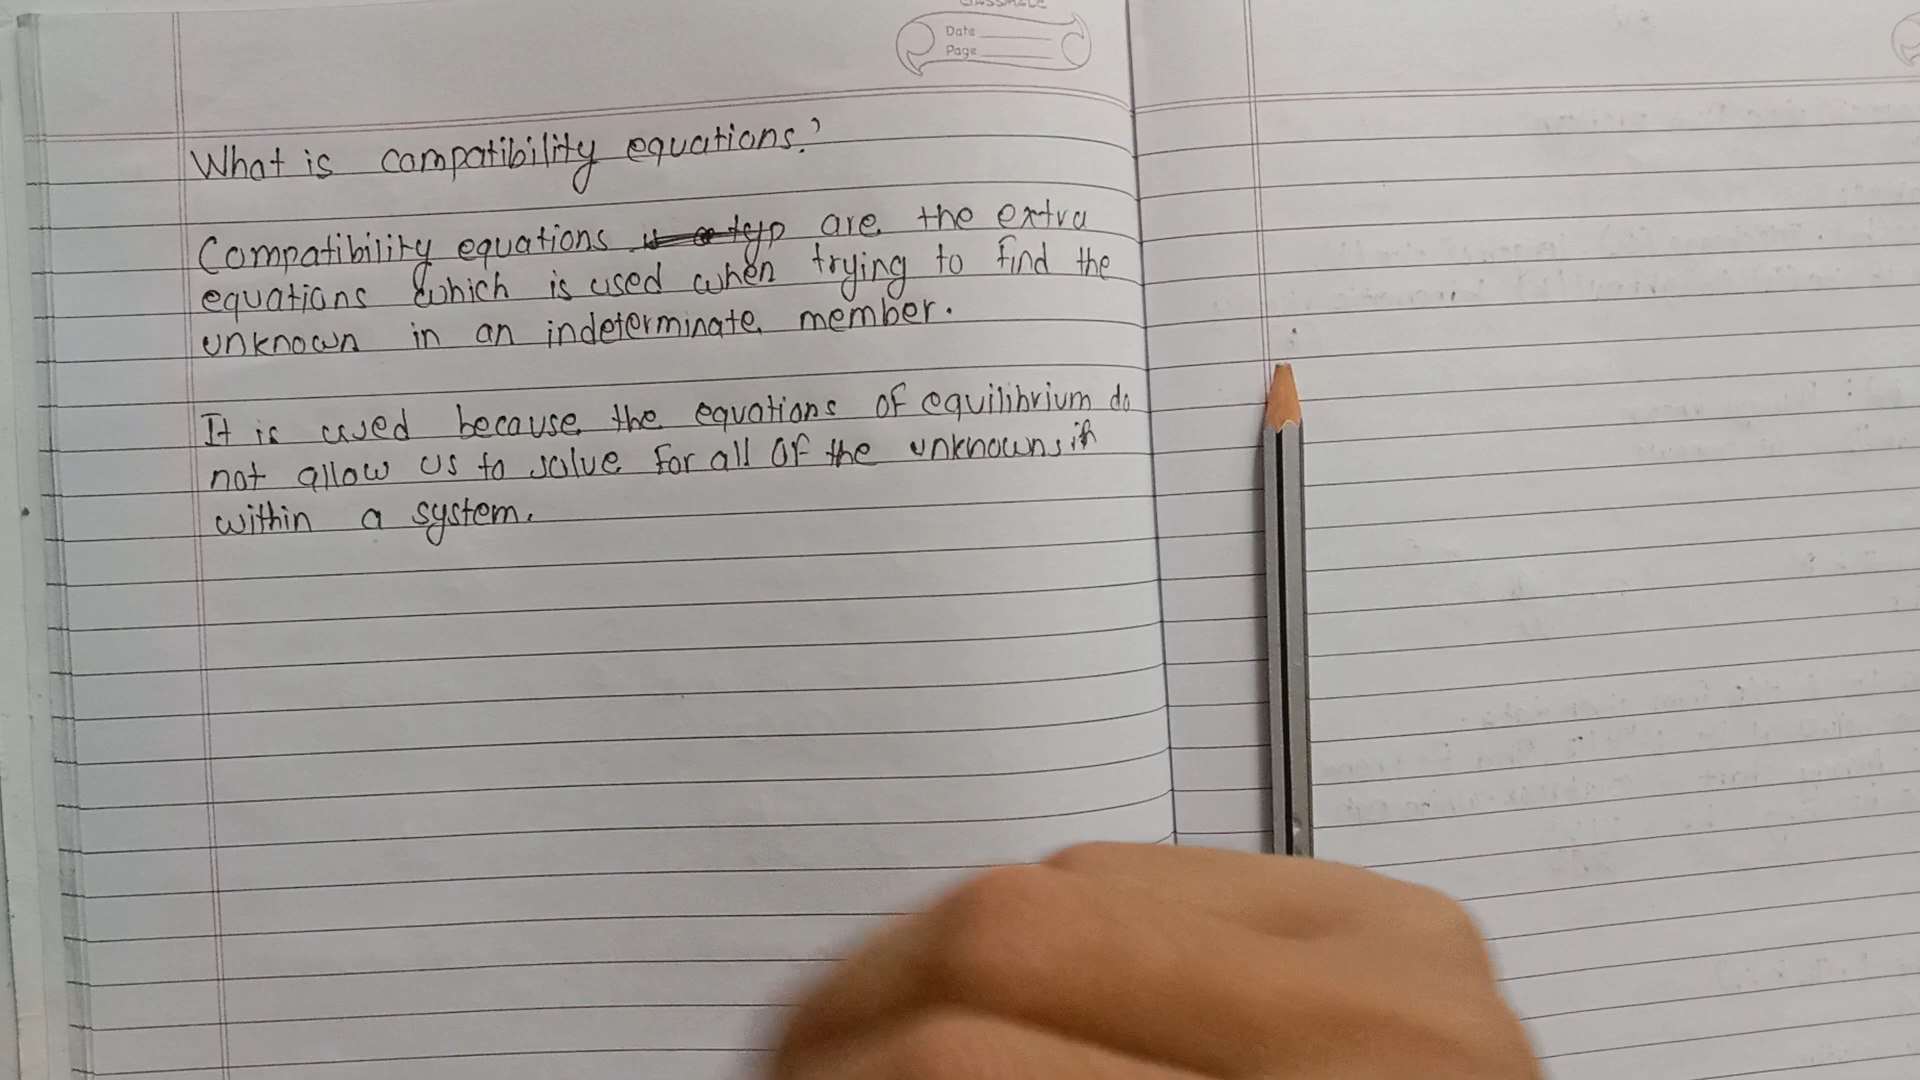 CLASSMATE
Date
Page
What is compatibility equations?
Compatibility equations are the extra
equations which is used when trying to find the
unknown in an indeterminate member.
It is used because the equations of equilibrium do
not allow us to solve for all of the unknowns
within a system.